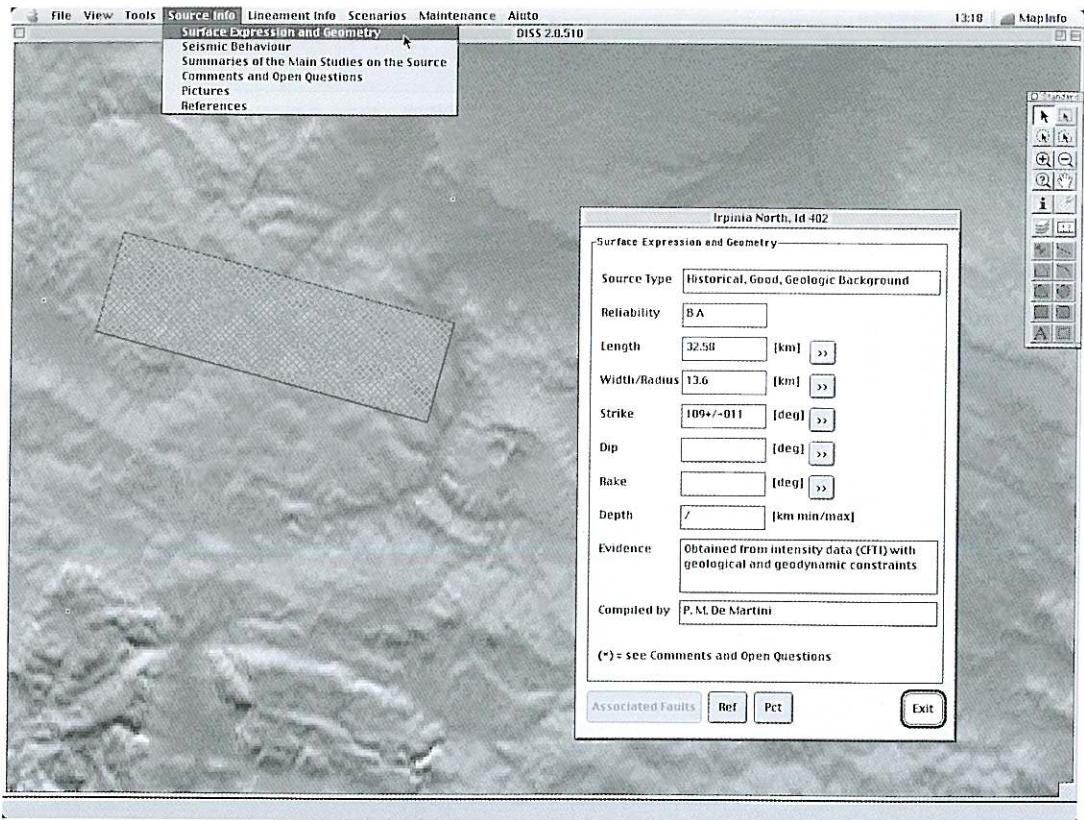 File View Tools Source Info Lineament Info Scenarios Maintenance Aiuto 13:18 MapInfo
DISS 2.0.510
Surface Expression and Geometry
Seismic Behaviour
Summaries of the Main Studies on the Source
Comments and Open Questions
Pictures
References
Standard
Irpinia North, Id 402
Surface Expression and Geometry
Source Type Historical, Good, Geologic Background
Reliability B A
Length 32.58 [km] >>
Width/Radius 13.6 [km] >>
Strike 109+/-011 [deg] >>
Dip [deg] >>
Rake [deg] >>
Depth / [km min/max]
Evidence Obtained from intensity data (CFTI) with
geological and geodynamic constraints
Compiled by P. M. De Martini
(*) = see Comments and Open Questions
Associated Faults Ref Pct Exit